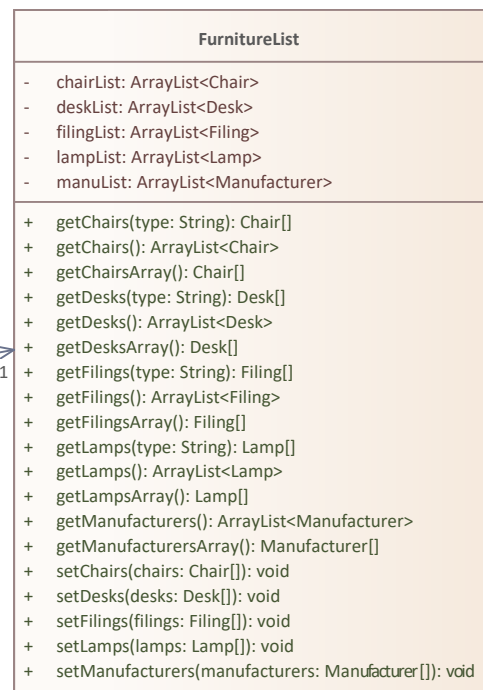 FurnitureList
- chairList: ArrayList<Chair>
- deskList: ArrayList<Desk>
- filingList: ArrayList<Filing>
- lampList: ArrayList<Lamp>
- manuList: ArrayList<Manufacturer>
+ getChairs(type: String): Chair[]
+ getChairs(): ArrayList<Chair>
+ getChairsArray(): Chair[]
+ getDesks(type: String): Desk[]
+ getDesks(): ArrayList<Desk>
+ getDesksArray(): Desk[]
1
+ getFilings(type: String): Filing[]
+ getFilings(): ArrayList<Filing>
+ getFilingsArray(): Filing[]
+ getLamps(type: String): Lamp[]
+ getLamps(): ArrayList<Lamp>
+ getLampsArray(): Lamp[]
+ getManufacturers(): ArrayList<Manufacturer>
+ getManufacturersArray(): Manufacturer[]
+ setChairs(chairs: Chair[]): void
+ setDesks(desks: Desk[]): void
+ setFilings(filings: Filing[]): void
+ setLamps(lamps: Lamp[]): void
+ setManufacturers(manufacturers: Manufacturer[]): void